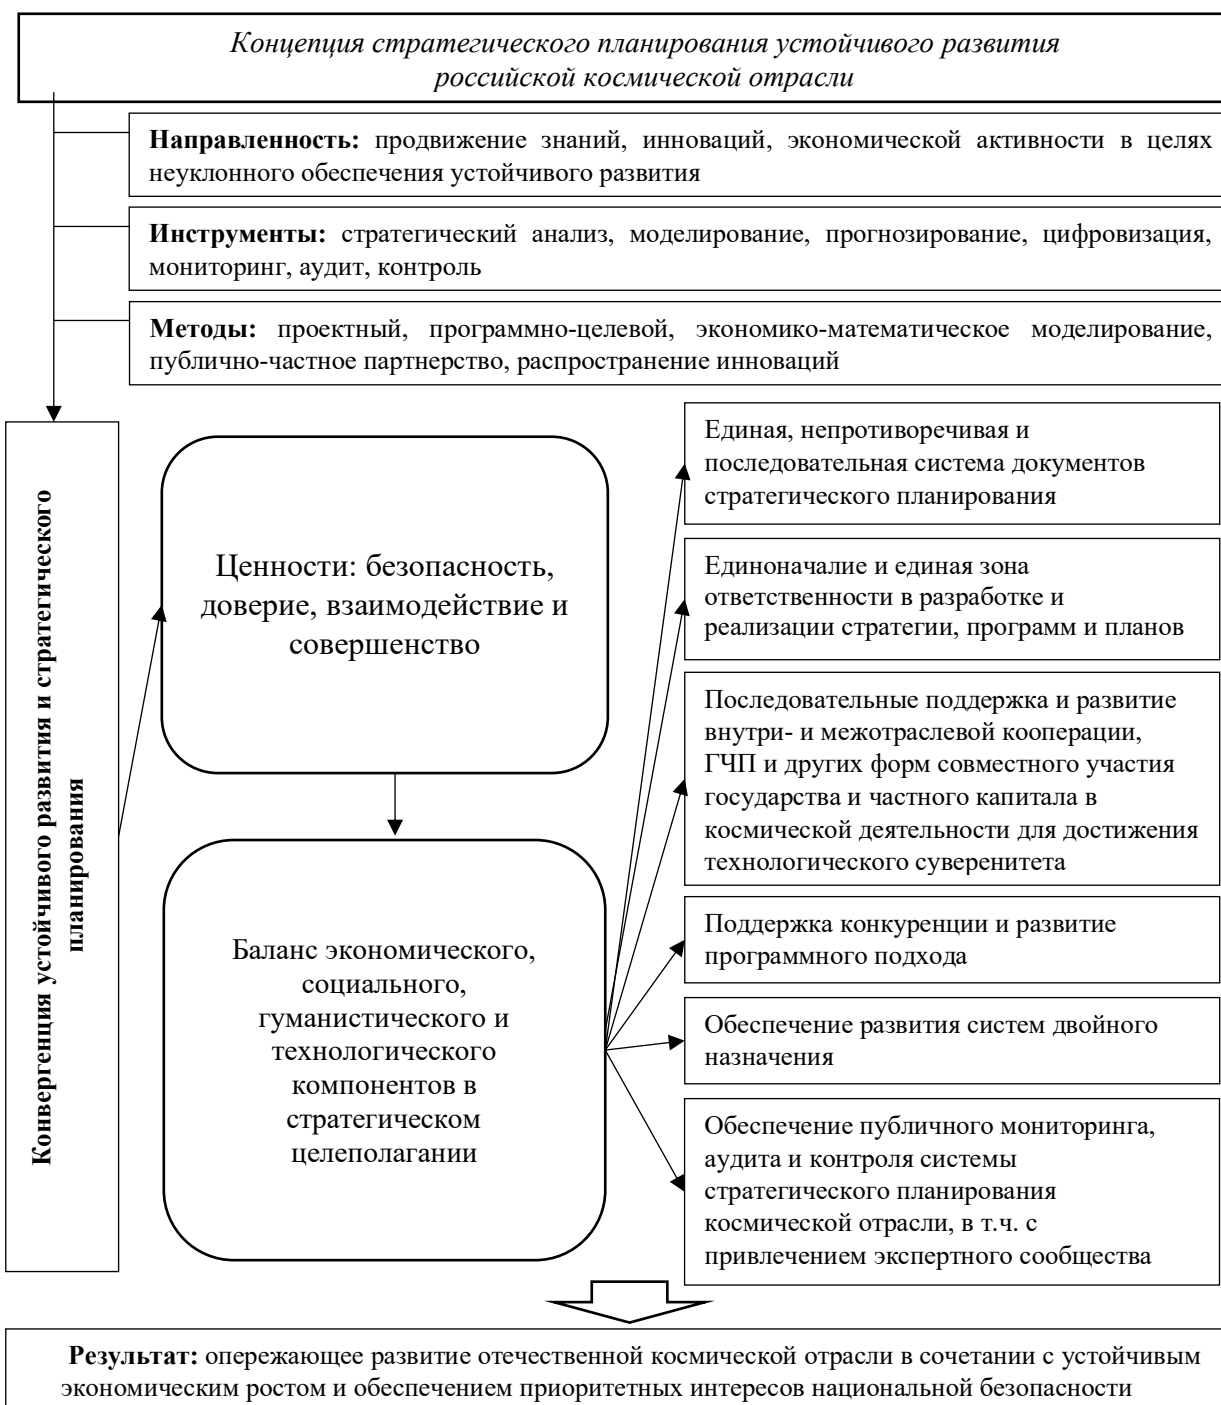 Концепция стратегического планирования устойчивого развития
российской космической отрасли
Направленность: продвижение знаний, инноваций, экономической активности в целях
неуклонного обеспечения устойчивого развития
Инструменты: стратегический анализ, моделирование, прогнозирование, цифровизация,
мониторинг, аудит, контроль
Методы: проектный, программно-целевой, экономико-математическое моделирование,
публично-частное партнерство, распространение инноваций
Конвергенция устойчивого развития и стратегического
планирования
Ценности: безопасность,
доверие, взаимодействие и
совершенство
Баланс экономического,
социального,
гуманистического и
технологического
компонентов в
стратегическом
целеполагании
Единая, непротиворечивая и
последовательная система документов
стратегического планирования
Единоначалие и единая зона
ответственности в разработке и
реализации стратегии, программ и планов
Последовательные поддержка и развитие
внутри- и межотраслевой кооперации,
ГЧП и других форм совместного участия
государства и частного капитала в
космической деятельности для достижения
технологического суверенитета
Поддержка конкуренции и развитие
программного подхода
Обеспечение развития систем двойного
назначения
Обеспечение публичного мониторинга,
аудита и контроля системы
стратегического планирования
космической отрасли, в т.ч. с
привлечением экспертного сообщества
Результат: опережающее развитие отечественной космической отрасли в сочетании с устойчивым
экономическим ростом и обеспечением приоритетных интересов национальной безопасности